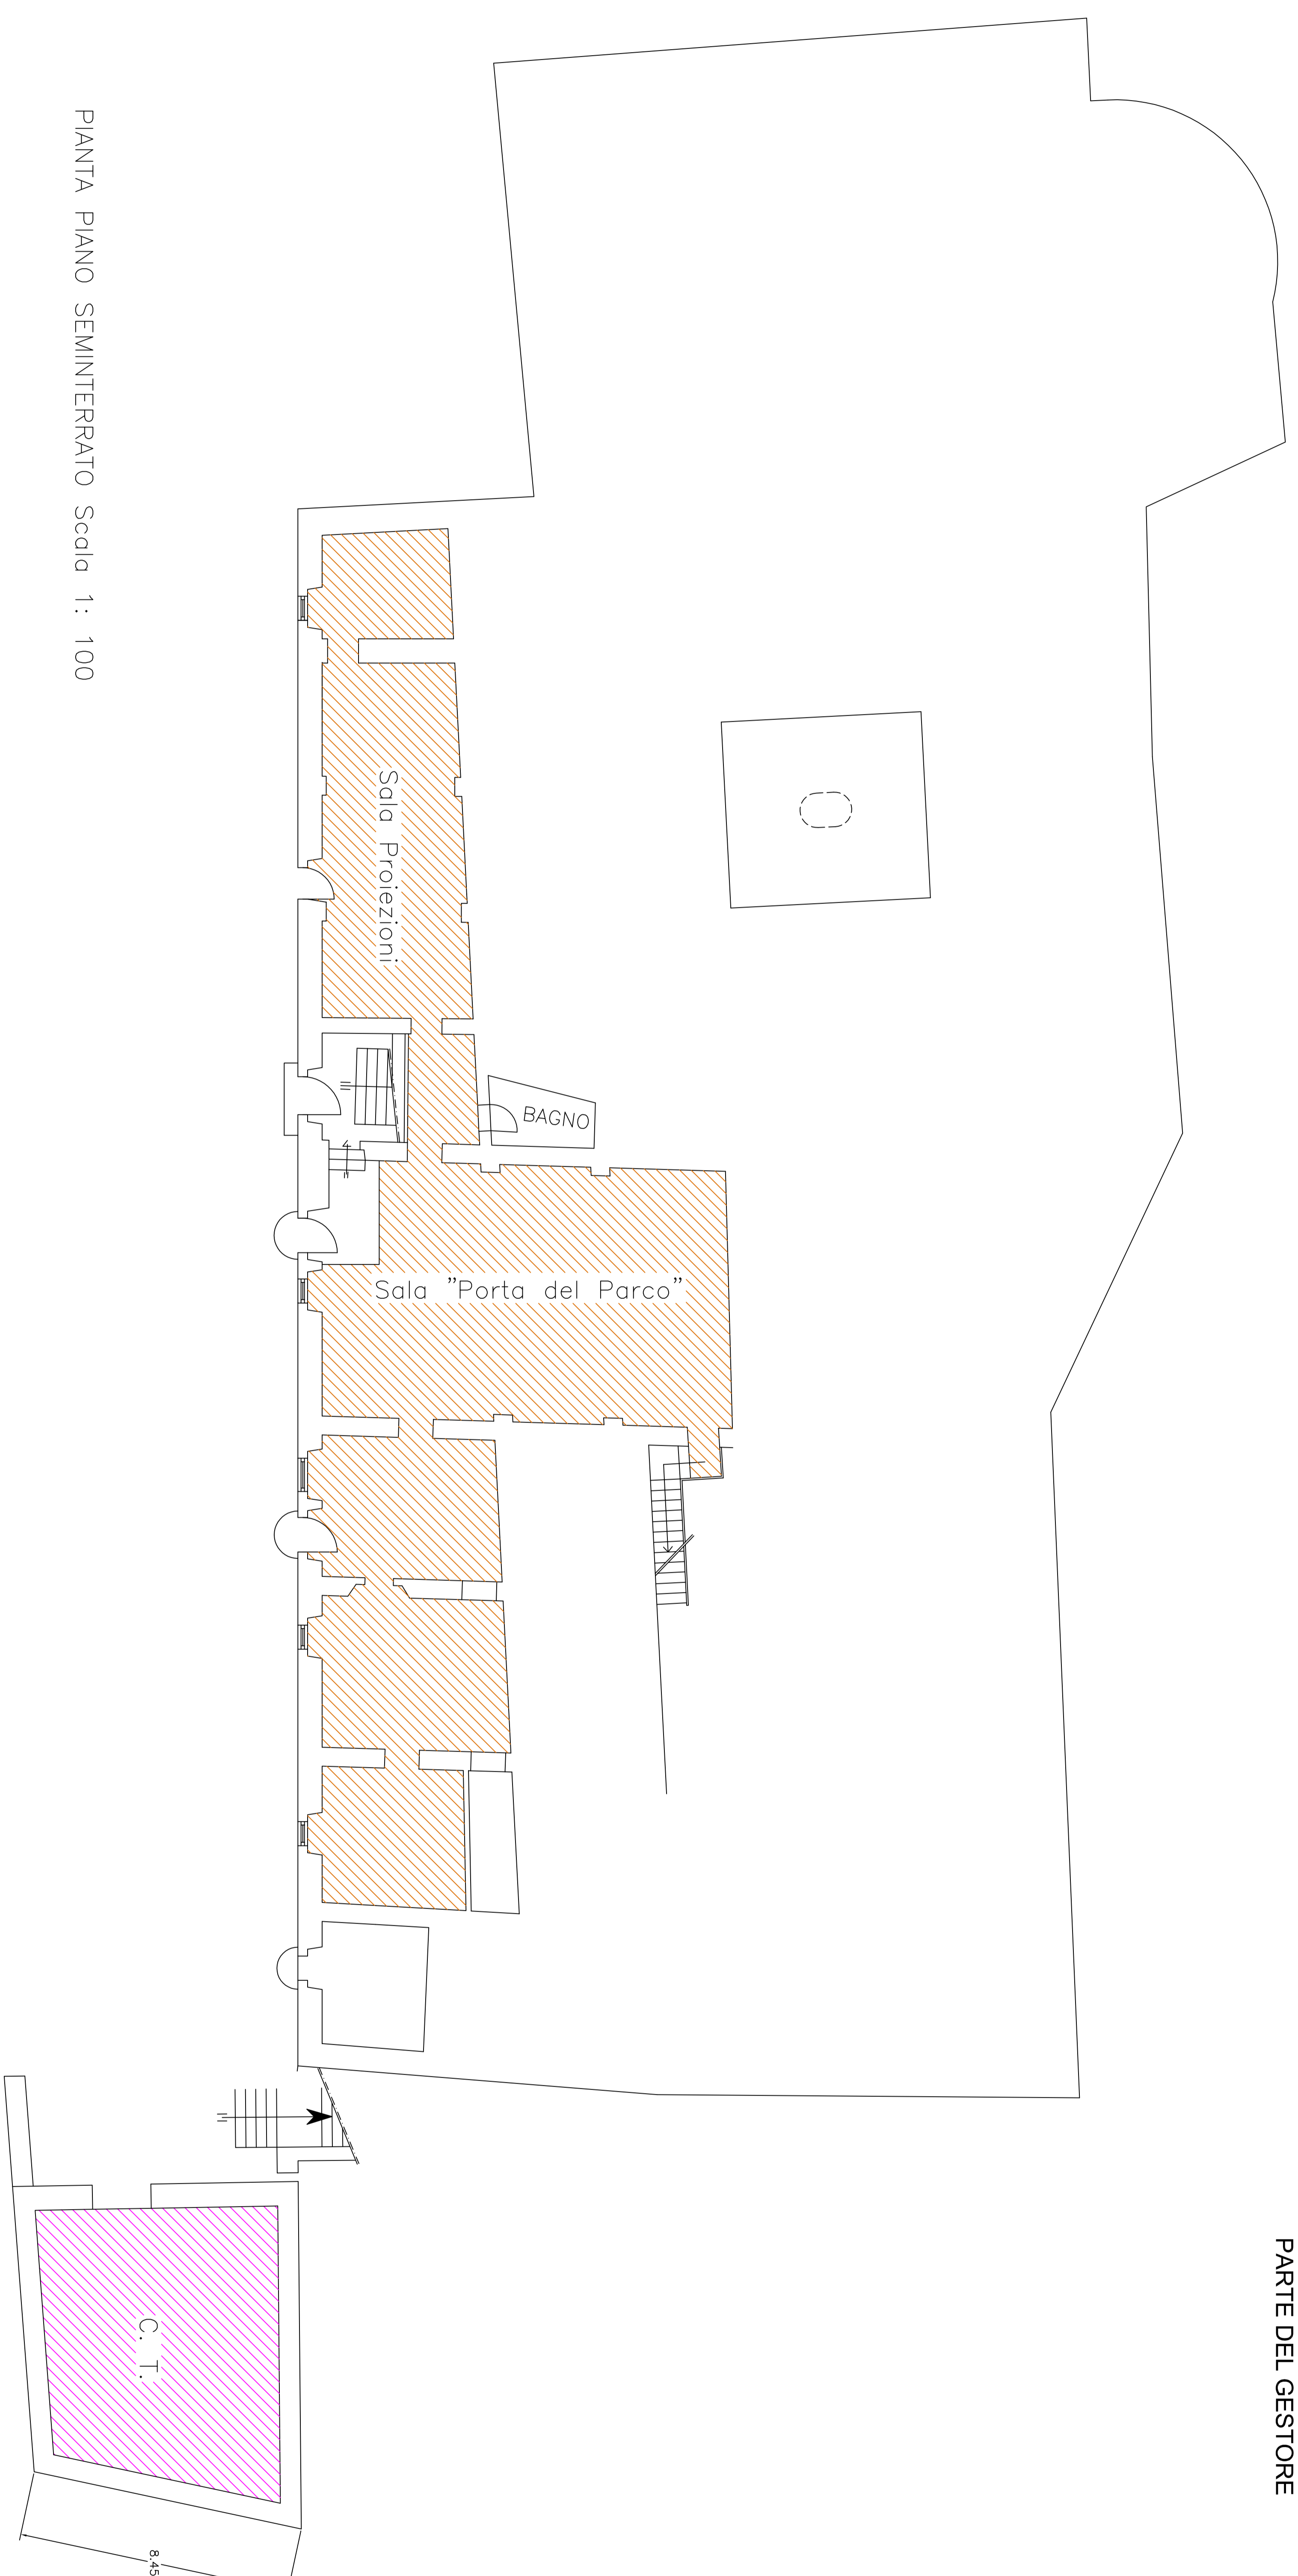 PIANTA PIANO SEMINTERRATO Scala 1: 100
Sala Proiezioni
BAGNO
Sala "Porta del Parco"
C. T.
8.45
PARTE DEL GESTORE